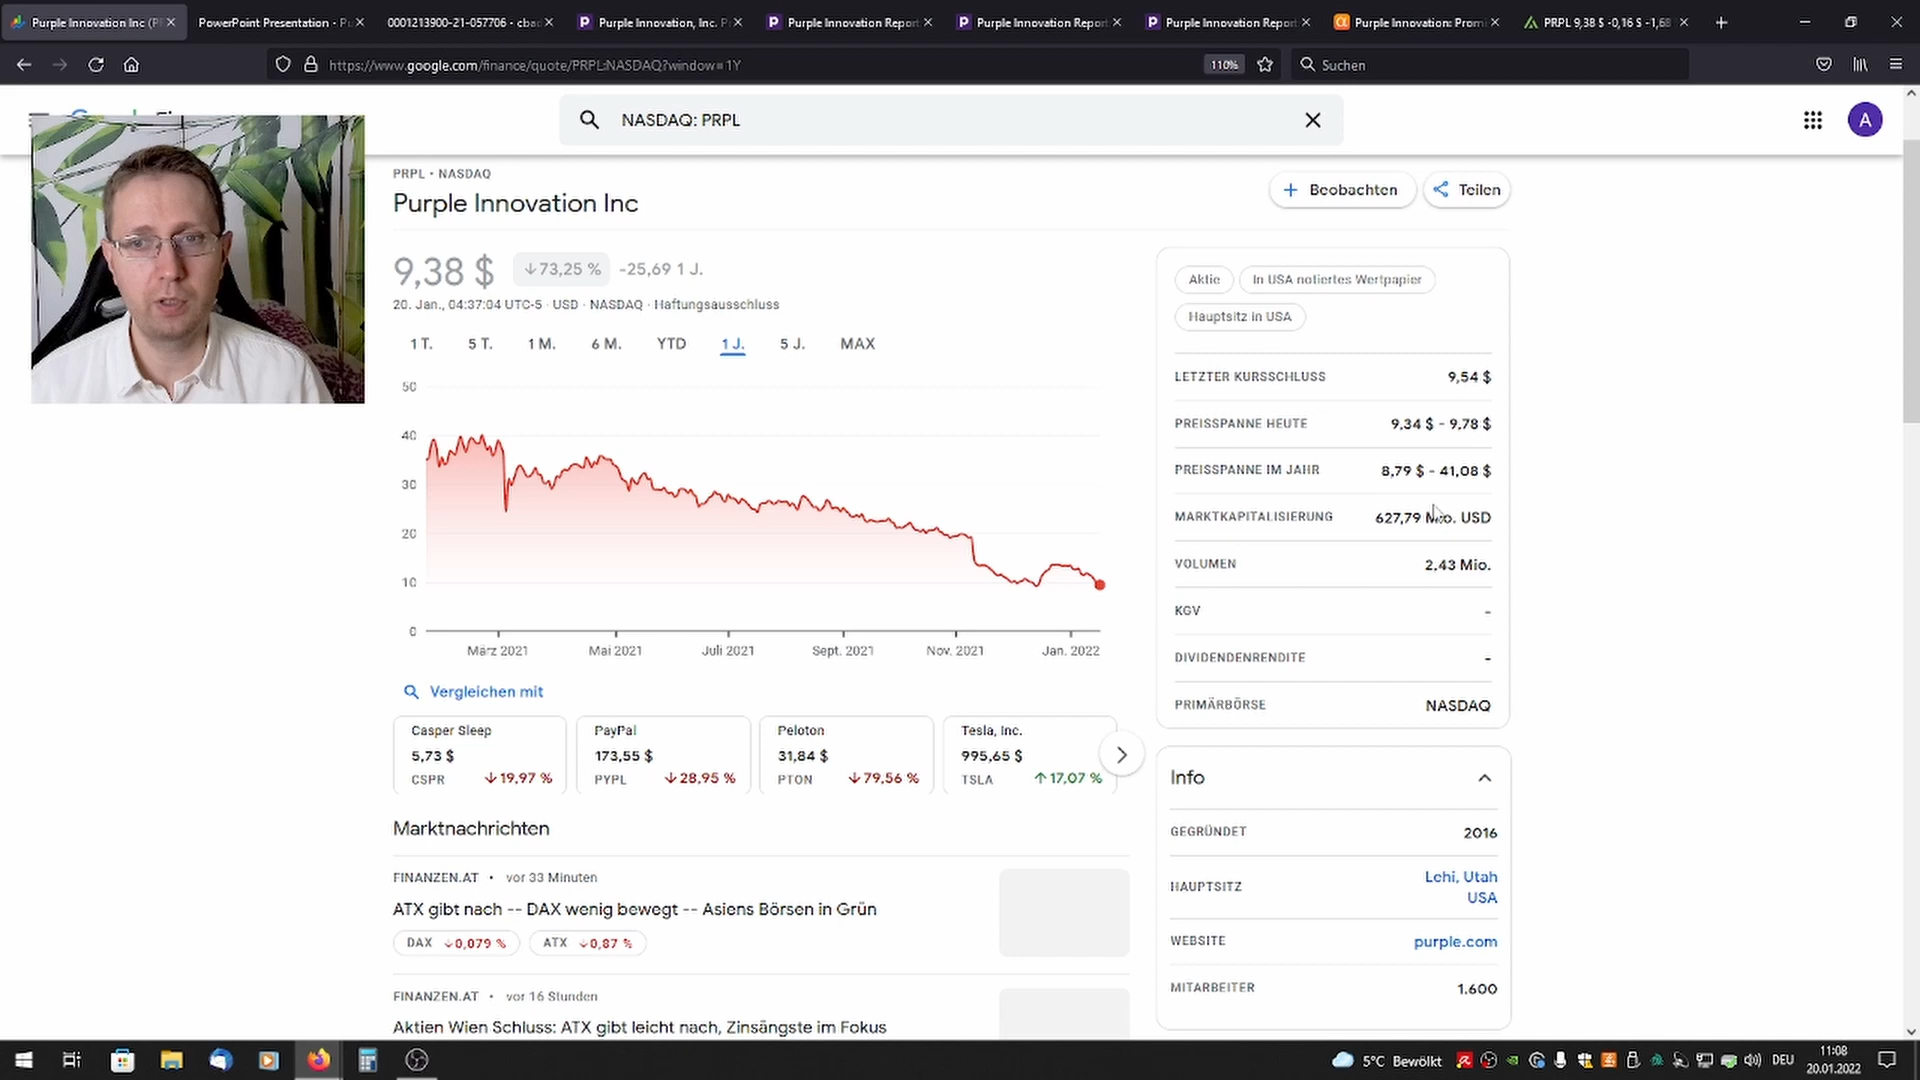 Purple Innovation Inc (P
PowerPoint Presentation - Pu
0001213900-21-057706 - cbad
Purple Innovation, Inc. P
Purple Innovation Report
Purple Innovation Report
Purple Innovation Report
Purple Innovation: Promi
PRPL 9,38 $ -0,16 $ -1,68
https://www.google.com/finance/quote/PRPL:NASDAQ?window=1Y
110%
Suchen
NASDAQ: PRPL
A
PRPL • NASDAQ
Purple Innovation Inc
Beobachten
Teilen
9,38 $
↓73,25 %
-25,69 1 J.
20. Jan., 04:37:04 UTC-5 · USD · NASDAQ · Haftungsausschluss
1 T.
5 T.
1 M.
6 M.
YTD
1 J.
5 J.
MAX
50
40
30
20
10
0
März 2021
Mai 2021
Juli 2021
Sept. 2021
Nov. 2021
Jan. 2022
Aktie
In USA notiertes Wertpapier
Hauptsitz in USA
LETZTER KURSSCHLUSS 9,54 $
PREISSPANNE HEUTE 9,34 $ - 9,78 $
PREISSPANNE IM JAHR 8,79 $ - 41,08 $
MARKTKAPITALISIERUNG 627,79 Mio. USD
VOLUMEN 2,43 Mio.
KGV -
DIVIDENDENRENDITE -
PRIMÄRBÖRSE NASDAQ
Vergleichen mit
Casper Sleep
5,73 $
CSPR ↓19,97 %
PayPal
173,55 $
PYPL ↓28,95 %
Peloton
31,84 $
PTON ↓79,56 %
Tesla, Inc.
995,65 $
TSLA ↑17,07 %
Info
GEGRÜNDET 2016
HAUPTSITZ Lehi, Utah
USA
WEBSITE purple.com
MITARBEITER 1.600
Marktnachrichten
FINANZEN.AT • vor 33 Minuten
ATX gibt nach -- DAX wenig bewegt -- Asiens Börsen in Grün
DAX ↓0,079 %
ATX ↓0,87 %
FINANZEN.AT • vor 16 Stunden
Aktien Wien Schluss: ATX gibt leicht nach, Zinsängste im Fokus
5°C Bewölkt
DEU
11:08
20.01.2022